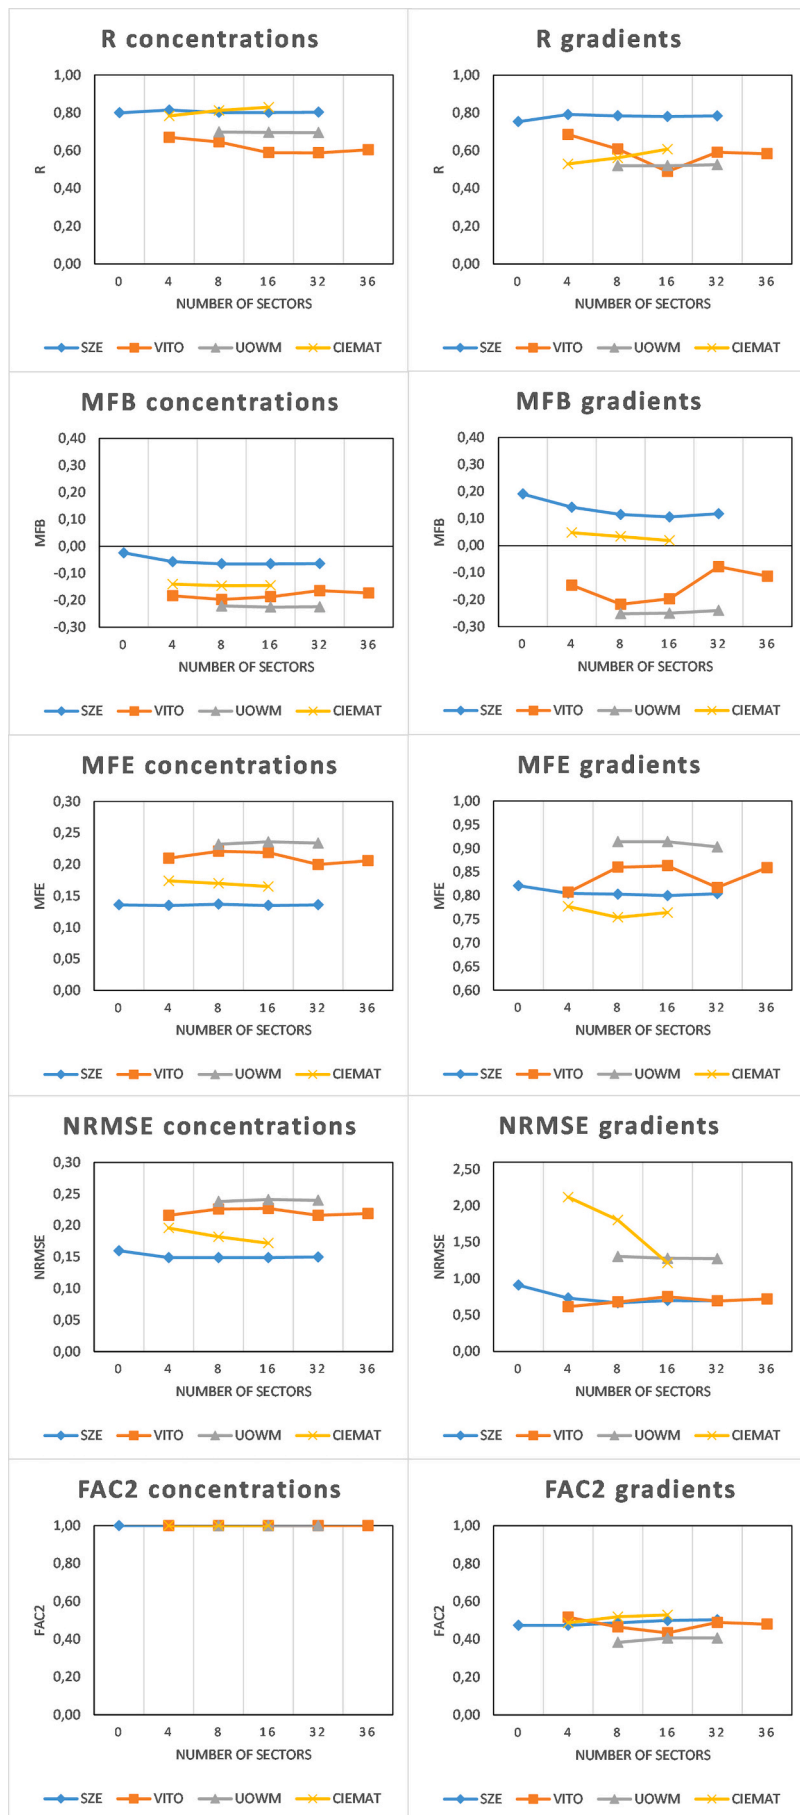 R concentrations
1,00
0,80
0,60
0,40
0,20
0,00
R
0 4 8 16 32 36
NUMBER OF SECTORS
SZE VITO UOWM CIEMAT
R gradients
1,00
0,80
0,60
0,40
0,20
0,00
R
0 4 8 16 32 36
NUMBER OF SECTORS
SZE VITO UOWM CIEMAT
MFB concentrations
0,40
0,30
0,20
0,10
0,00
-0,10
-0,20
-0,30
MFB
0 4 8 16 32 36
NUMBER OF SECTORS
SZE VITO UOWM CIEMAT
MFB gradients
0,40
0,30
0,20
0,10
0,00
-0,10
-0,20
-0,30
MFB
0 4 8 16 32 36
NUMBER OF SECTORS
SZE VITO UOWM CIEMAT
MFE concentrations
0,30
0,25
0,20
0,15
0,10
0,05
0,00
MFE
0 4 8 16 32 36
NUMBER OF SECTORS
SZE VITO UOWM CIEMAT
MFE gradients
1,00
0,95
0,90
0,85
0,80
0,75
0,70
0,65
0,60
MFE
0 4 8 16 32 36
NUMBER OF SECTORS
SZE VITO UOWM CIEMAT
NRMSE concentrations
0,30
0,25
0,20
0,15
0,10
0,05
0,00
NRMSE
0 4 8 16 32 36
NUMBER OF SECTORS
SZE VITO UOWM CIEMAT
NRMSE gradients
2,50
2,00
1,50
1,00
0,50
0,00
NRMSE
0 4 8 16 32 36
NUMBER OF SECTORS
SZE VITO UOWM CIEMAT
FAC2 concentrations
1,00
0,80
0,60
0,40
0,20
0,00
FAC2
0 4 8 16 32 36
NUMBER OF SECTORS
SZE VITO UOWM CIEMAT
FAC2 gradients
1,00
0,80
0,60
0,40
0,20
0,00
FAC2
0 4 8 16 32 36
NUMBER OF SECTORS
SZE VITO UOWM CIEMAT